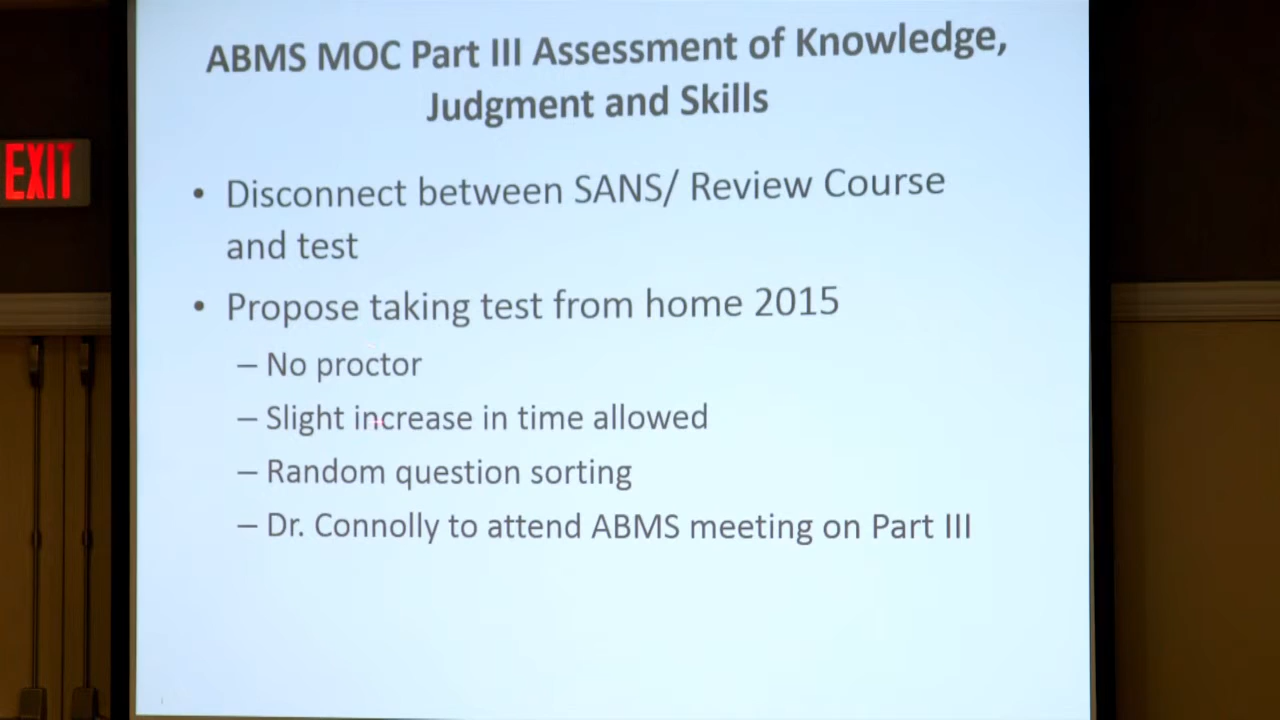 ABMS MOC Part III Assessment of Knowledge,
Judgment and Skills
EXIT
• Disconnect between SANS/ Review Course
and test
• Propose taking test from home 2015
– No proctor
– Slight increase in time allowed
– Random question sorting
– Dr. Connolly to attend ABMS meeting on Part III